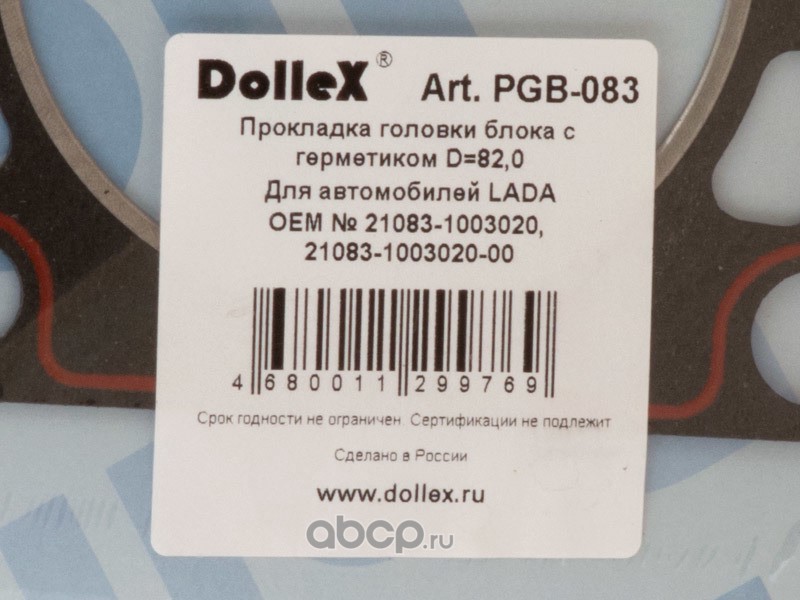 DolleX® Art. PGB-083
Прокладка головки блока с
герметиком D=82,0
Для автомобилей LADA
OEM № 21083-1003020,
21083-1003020-00
4 680011 299769
Срок годности не ограничен. Сертификации не подлежит
Сделано в России
www.dollex.ru
abcp.ru